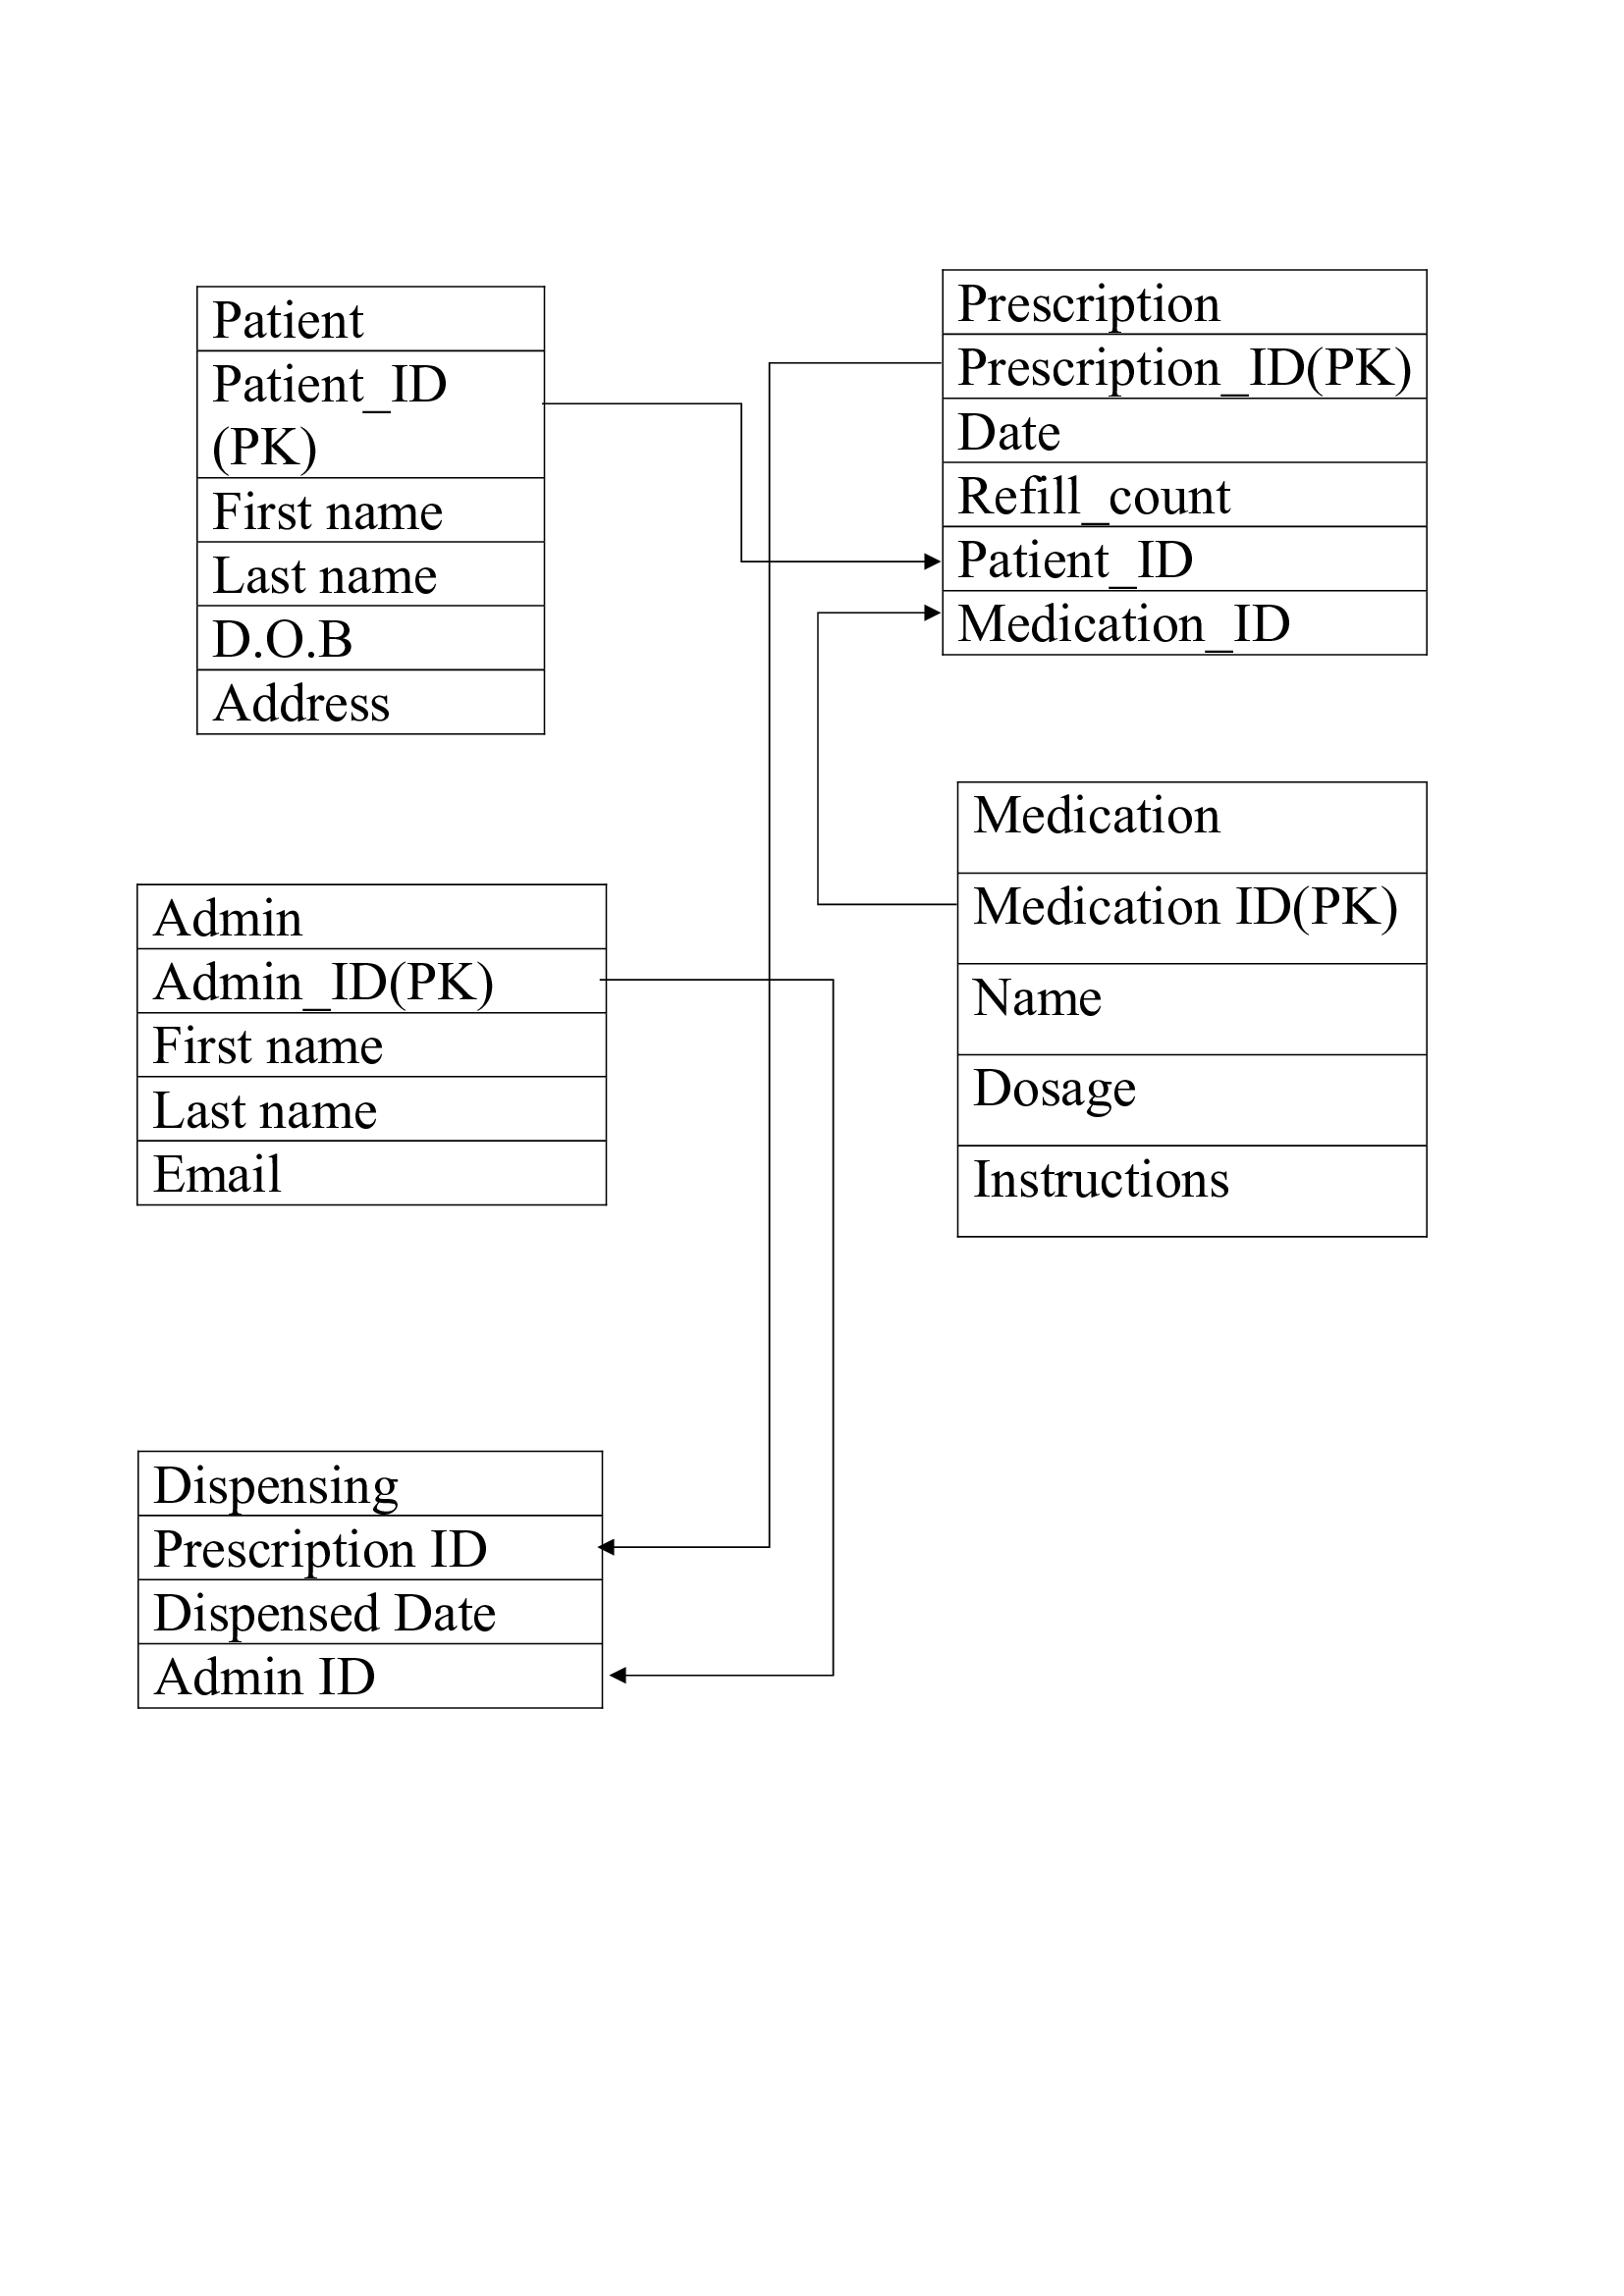 Patient
Patient_ID
(PK)
First name
Last name
D.O.B
Address
Prescription
Prescription_ID(PK)
Date
Refill_count
Patient_ID
Medication_ID
Medication
Medication ID(PK)
Name
Dosage
Instructions
Admin
Admin_ID(PK)
First name
Last name
Email
Dispensing
Prescription ID
Dispensed Date
Admin ID